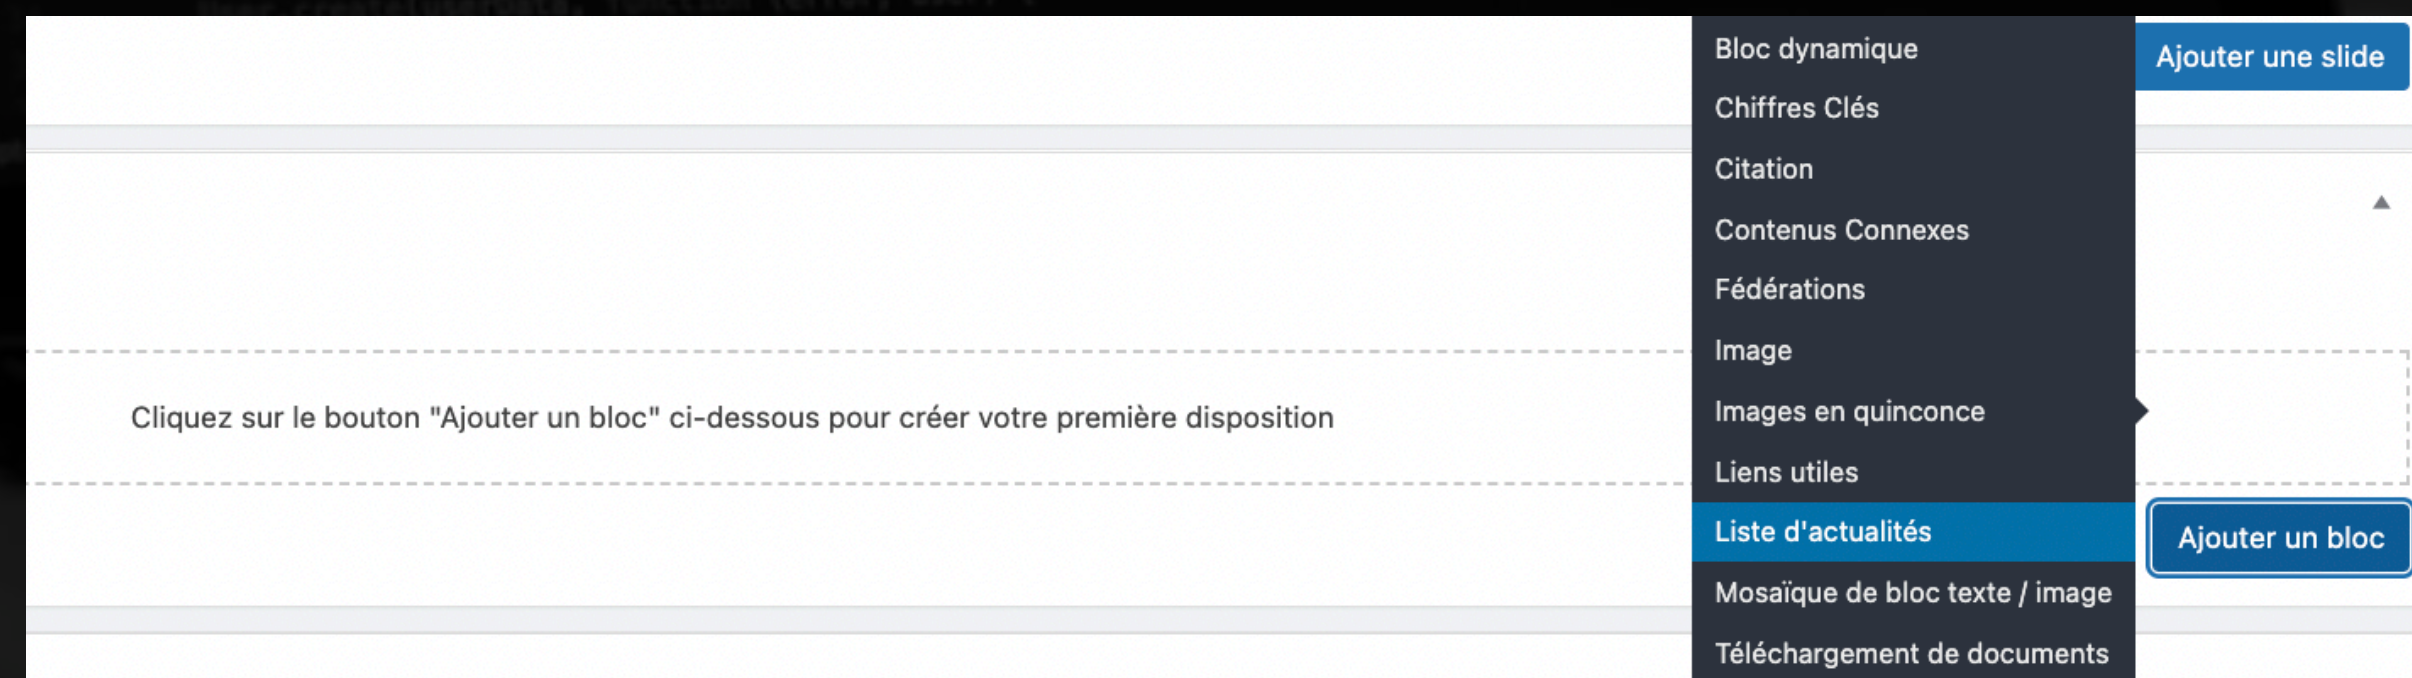 Bloc dynamique
Ajouter une slide
Chiffres Clés
Citation
Contenus Connexes
Fédérations
Image
Images en quinconce
Cliquez sur le bouton "Ajouter un bloc" ci-dessous pour créer votre première disposition
Liens utiles
Liste d'actualités
Ajouter un bloc
Mosaïque de bloc texte / image
Téléchargement de documents